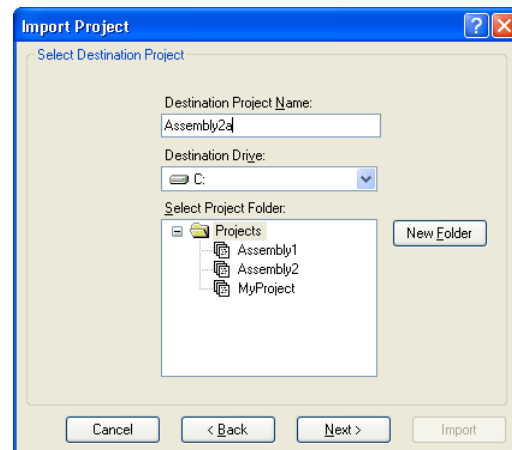 Import Project
Select Destination Project
Destination Project Name:
Assembly2a
Destination Drive:
C:
Select Project Folder:
Projects
New Folder
Assembly1
Assembly2
MyProject
Cancel
< Back
Next >
Import